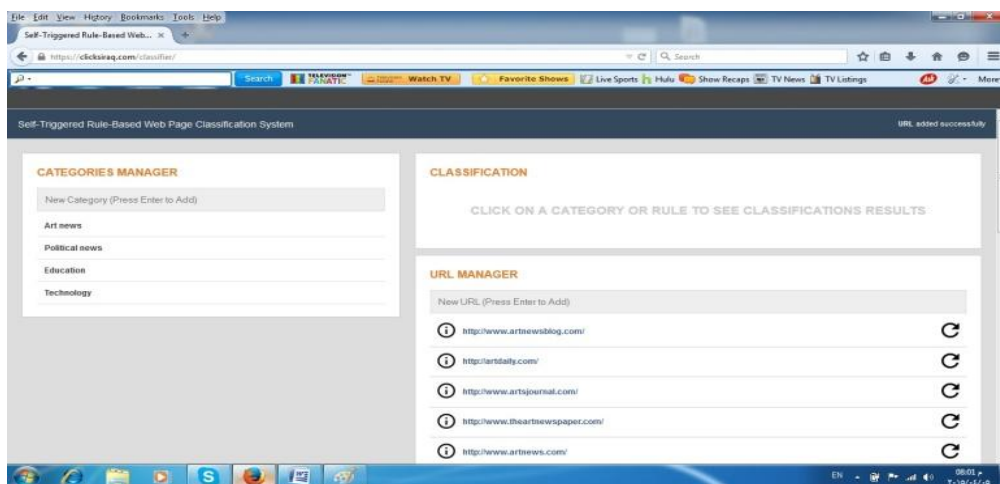 File Edit View History Bookmarks Tools Help
Self-Triggered Rule-Based Web... × +
https://clicksiraq.com/classifier/ Search
Search TELEVISION FANATIC Watch TV Favorite Shows Live Sports Hulu Show Recaps TV News TV Listings More
Self-Triggered Rule-Based Web Page Classification System URL added successfully
CATEGORIES MANAGER
New Category (Press Enter to Add)
Art news
Political news
Education
Technology
CLASSIFICATION
CLICK ON A CATEGORY OR RULE TO SEE CLASSIFICATIONS RESULTS
URL MANAGER
New URL (Press Enter to Add)
http://www.artnewsblog.com/
http://artdaily.com/
http://www.artsjournal.com/
http://www.theartnewspaper.com/
http://www.artnews.com/
EN 08:01 م